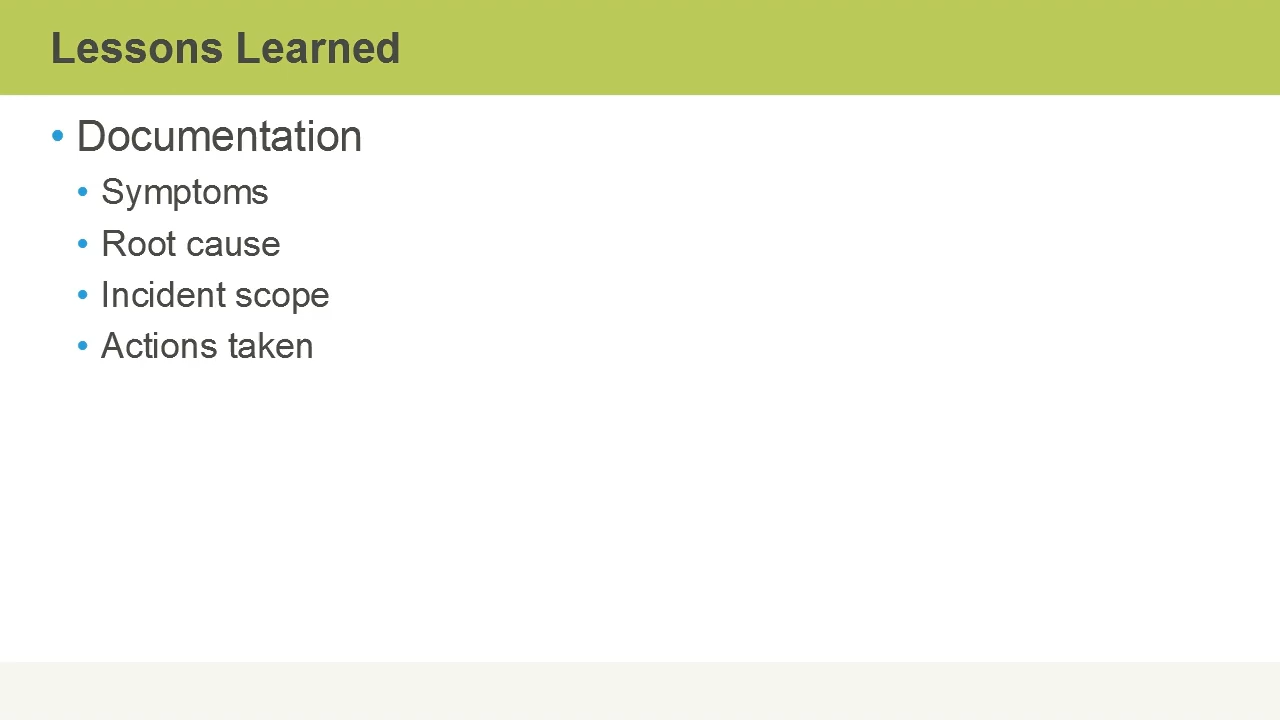 Lessons Learned
• Documentation
• Symptoms
• Root cause
• Incident scope
• Actions taken